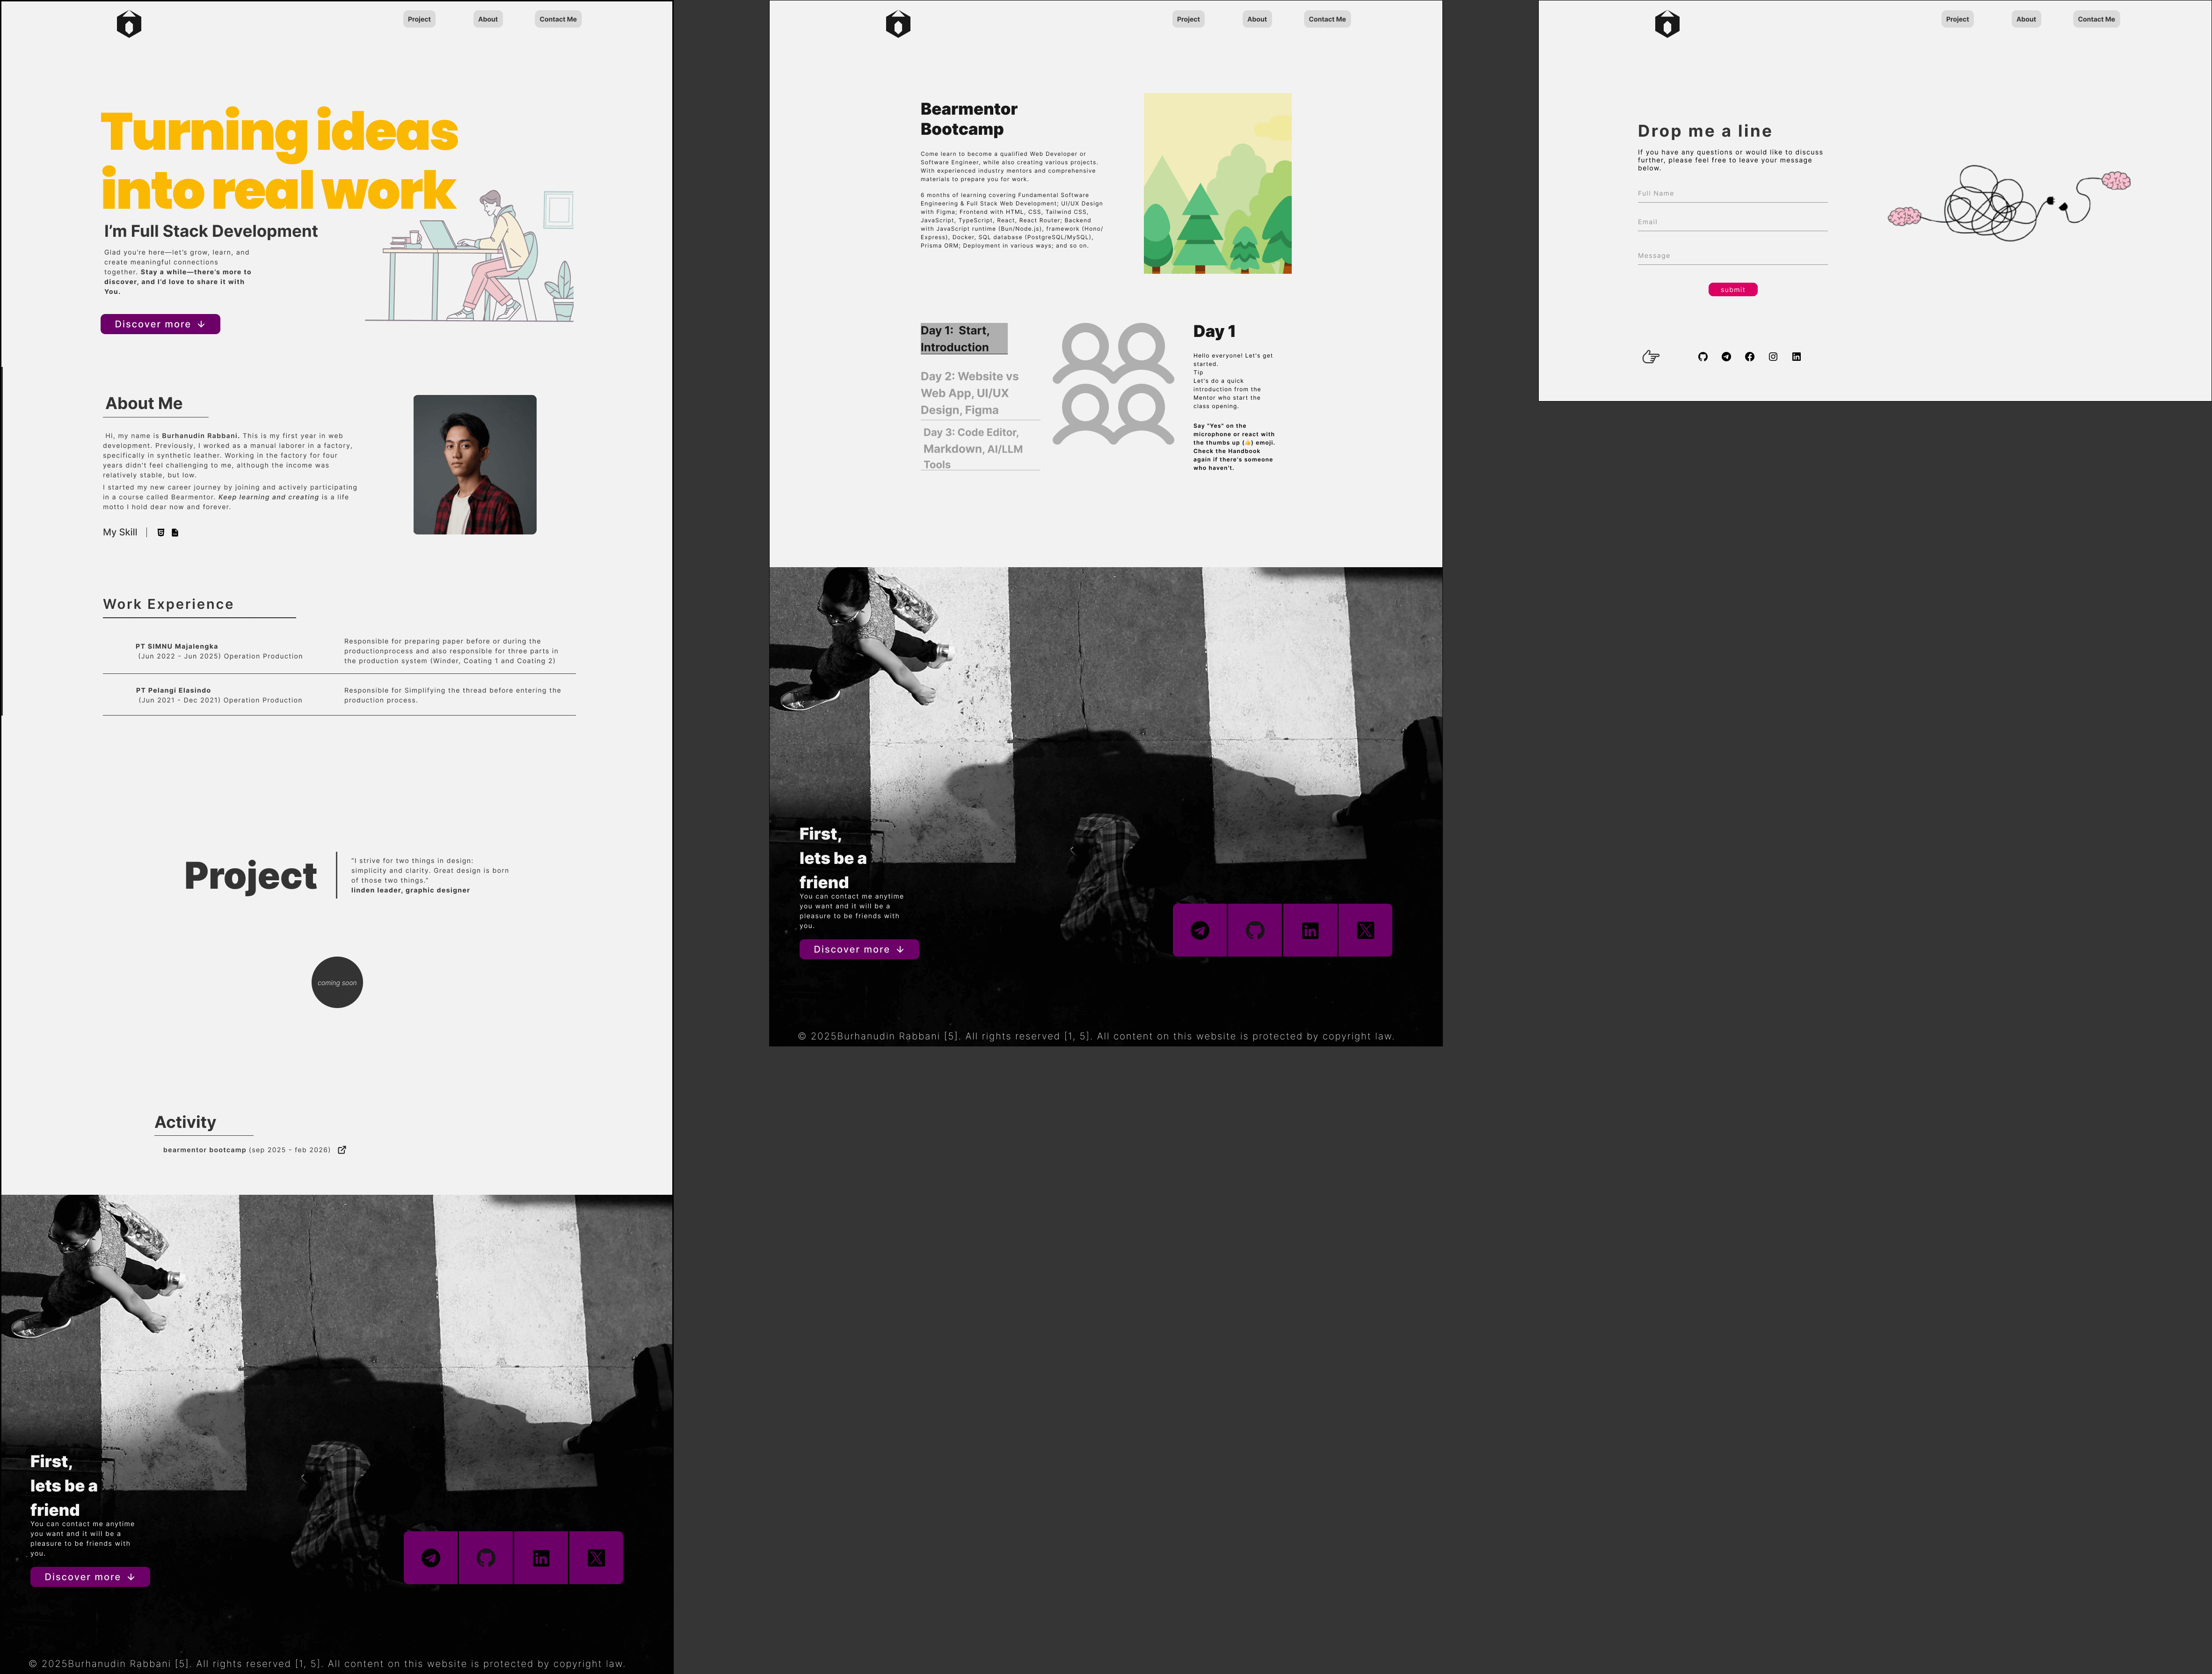 Project
About
Contact Me
Turning ideas
into real work
I'm Full Stack Development
Glad you're here—let's grow, learn, and
create meaningful connections
together. Stay a while—there's more to
discover, and I'd love to share it with
You.
Discover more ↓
About Me
Hi, my name is Burhanudin Rabbani. This is my first year in web
development. Previously, I worked as a manual laborer in a factory,
specifically in synthetic leather. Working in the factory for four
years didn't feel challenging to me, although the income was
relatively stable, but low.
I started my new career journey by joining and actively participating
in a course called Bearmentor. Keep learning and creating is a life
motto I hold dear now and forever.
My Skill
Work Experience
PT SIMNU Majalengka
(Jun 2022 - Jun 2025) Operation Production
Responsible for preparing paper before or during the
productionprocess and also responsible for three parts in
the production system (Winder, Coating 1 and Coating 2)
PT Pelangi Elasindo
(Jun 2021 - Dec 2021) Operation Production
Responsible for Simplifying the thread before entering the
production process.
Project
"I strive for two things in design:
simplicity and clarity. Great design is born
of those two things."
linden leader, graphic designer
coming soon
Activity
bearmentor bootcamp (sep 2025 - feb 2026)
First,
lets be a
friend
You can contact me anytime
you want and it will be a
pleasure to be friends with
you.
Discover more ↓
© 2025Burhanudin Rabbani [5]. All rights reserved [1, 5]. All content on this website is protected by copyright law.
Project
About
Contact Me
Bearmentor
Bootcamp
Come learn to become a qualified Web Developer or
Software Engineer, while also creating various projects.
With experienced industry mentors and comprehensive
materials to prepare you for work.
6 months of learning covering Fundamental Software
Engineering & Full Stack Web Development; UI/UX Design
with Figma; Frontend with HTML, CSS, Tailwind CSS,
JavaScript, TypeScript, React, React Router; Backend
with JavaScript runtime (Bun/Node.js), framework (Hono/
Express), Docker, SQL database (PostgreSQL/MySQL),
Prisma ORM; Deployment in various ways; and so on.
Day 1: Start,
Introduction
Day 2: Website vs
Web App, UI/UX
Design, Figma
Day 3: Code Editor,
Markdown, AI/LLM
Tools
Day 1
Hello everyone! Let's get
started.
Tip
Let's do a quick
introduction from the
Mentor who start the
class opening.
Say "Yes" on the
microphone or react with
the thumbs up (👍) emoji.
Check the Handbook
again if there's someone
who haven't.
First,
lets be a
friend
You can contact me anytime
you want and it will be a
pleasure to be friends with
you.
Discover more ↓
© 2025Burhanudin Rabbani [5]. All rights reserved [1, 5]. All content on this website is protected by copyright law.
Project
About
Contact Me
Drop me a line
If you have any questions or would like to discuss
further, please feel free to leave your message
below.
Full Name
Email
Message
submit